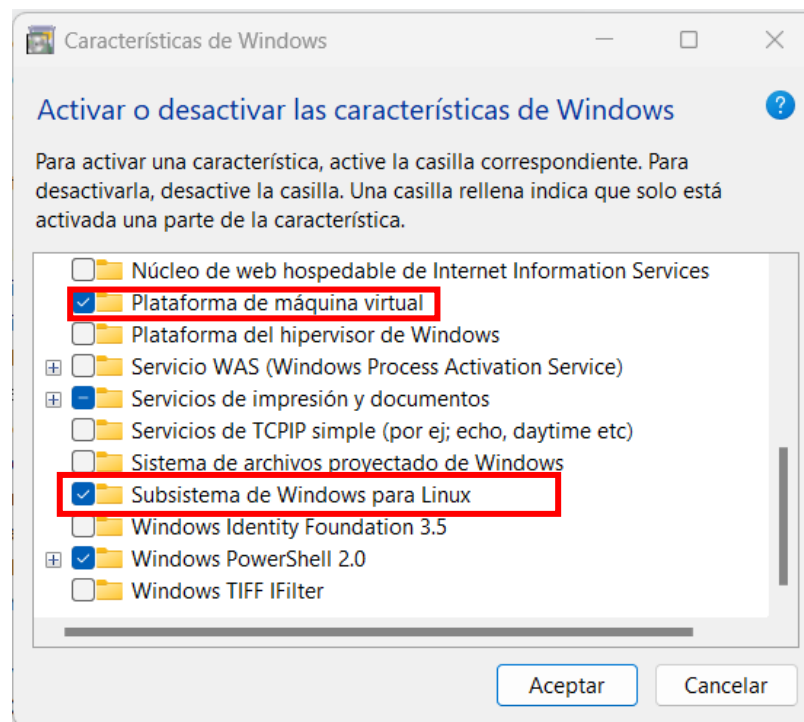 Características de Windows
Activar o desactivar las características de Windows
?
Para activar una característica, active la casilla correspondiente. Para
desactivarla, desactive la casilla. Una casilla rellena indica que solo está
activada una parte de la característica.
Núcleo de web hospedable de Internet Information Services
Plataforma de máquina virtual
Plataforma del hipervisor de Windows
Servicio WAS (Windows Process Activation Service)
Servicios de impresión y documentos
Servicios de TCPIP simple (por ej; echo, daytime etc)
Sistema de archivos proyectado de Windows
Subsistema de Windows para Linux
Windows Identity Foundation 3.5
Windows PowerShell 2.0
Windows TIFF IFilter
Aceptar Cancelar